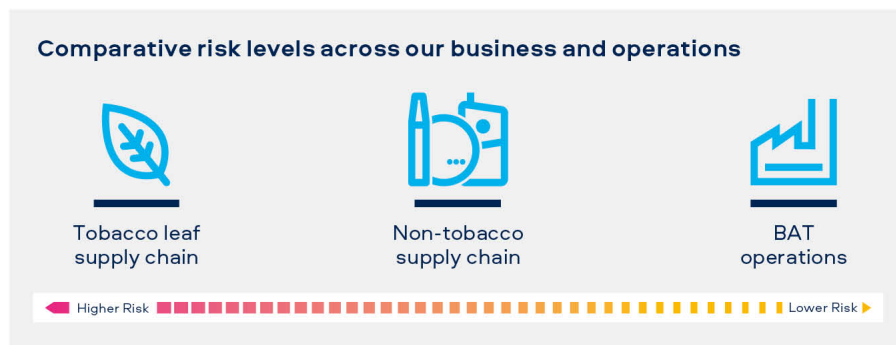 Comparative risk levels across our business and operations
Tobacco leaf
supply chain
Non-tobacco
supply chain
BAT
operations
Higher Risk
Lower Risk